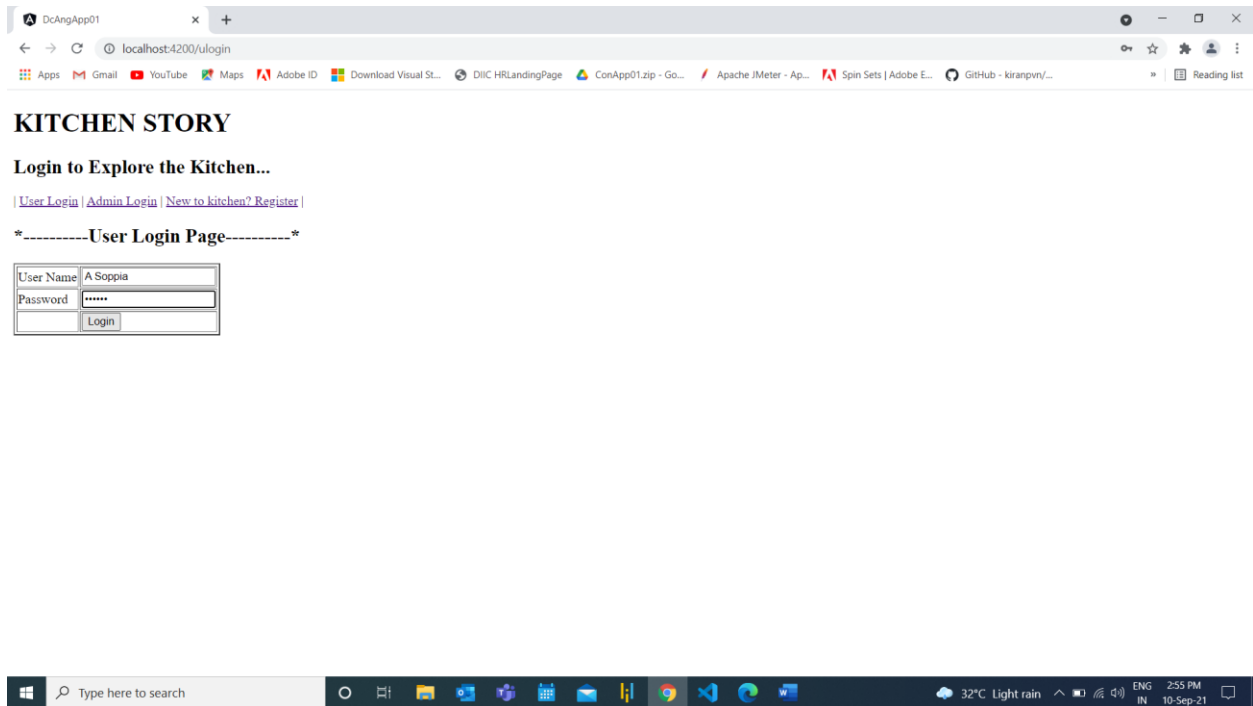 DcAngApp01
localhost:4200/ulogin
Apps Gmail YouTube Maps Adobe ID Download Visual St... DIIC HRLandingPage ConApp01.zip - Go... Apache JMeter - Ap... Spin Sets | Adobe E... GitHub - kiranpvn/... » Reading list
KITCHEN STORY
Login to Explore the Kitchen...
| User Login | Admin Login | New to kitchen? Register |
*----------User Login Page----------*
User Name A Soppia
Password ••••••
Login
Type here to search 32°C Light rain ENG 2:55 PM
IN 10-Sep-21